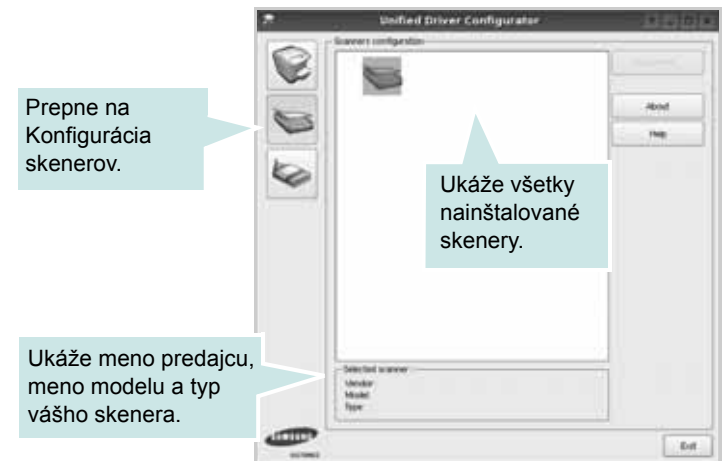 Unified Driver Configurator
Scanners configuration
Prepne na
Konfigurácia
skenerov.
About
Help
Ukáže všetky
nainštalované
skenery.
Ukáže meno predajcu,
meno modelu a typ
vášho skenera.
Selected scanner
Vendor
Model
Type
SAMSUNG
Exit